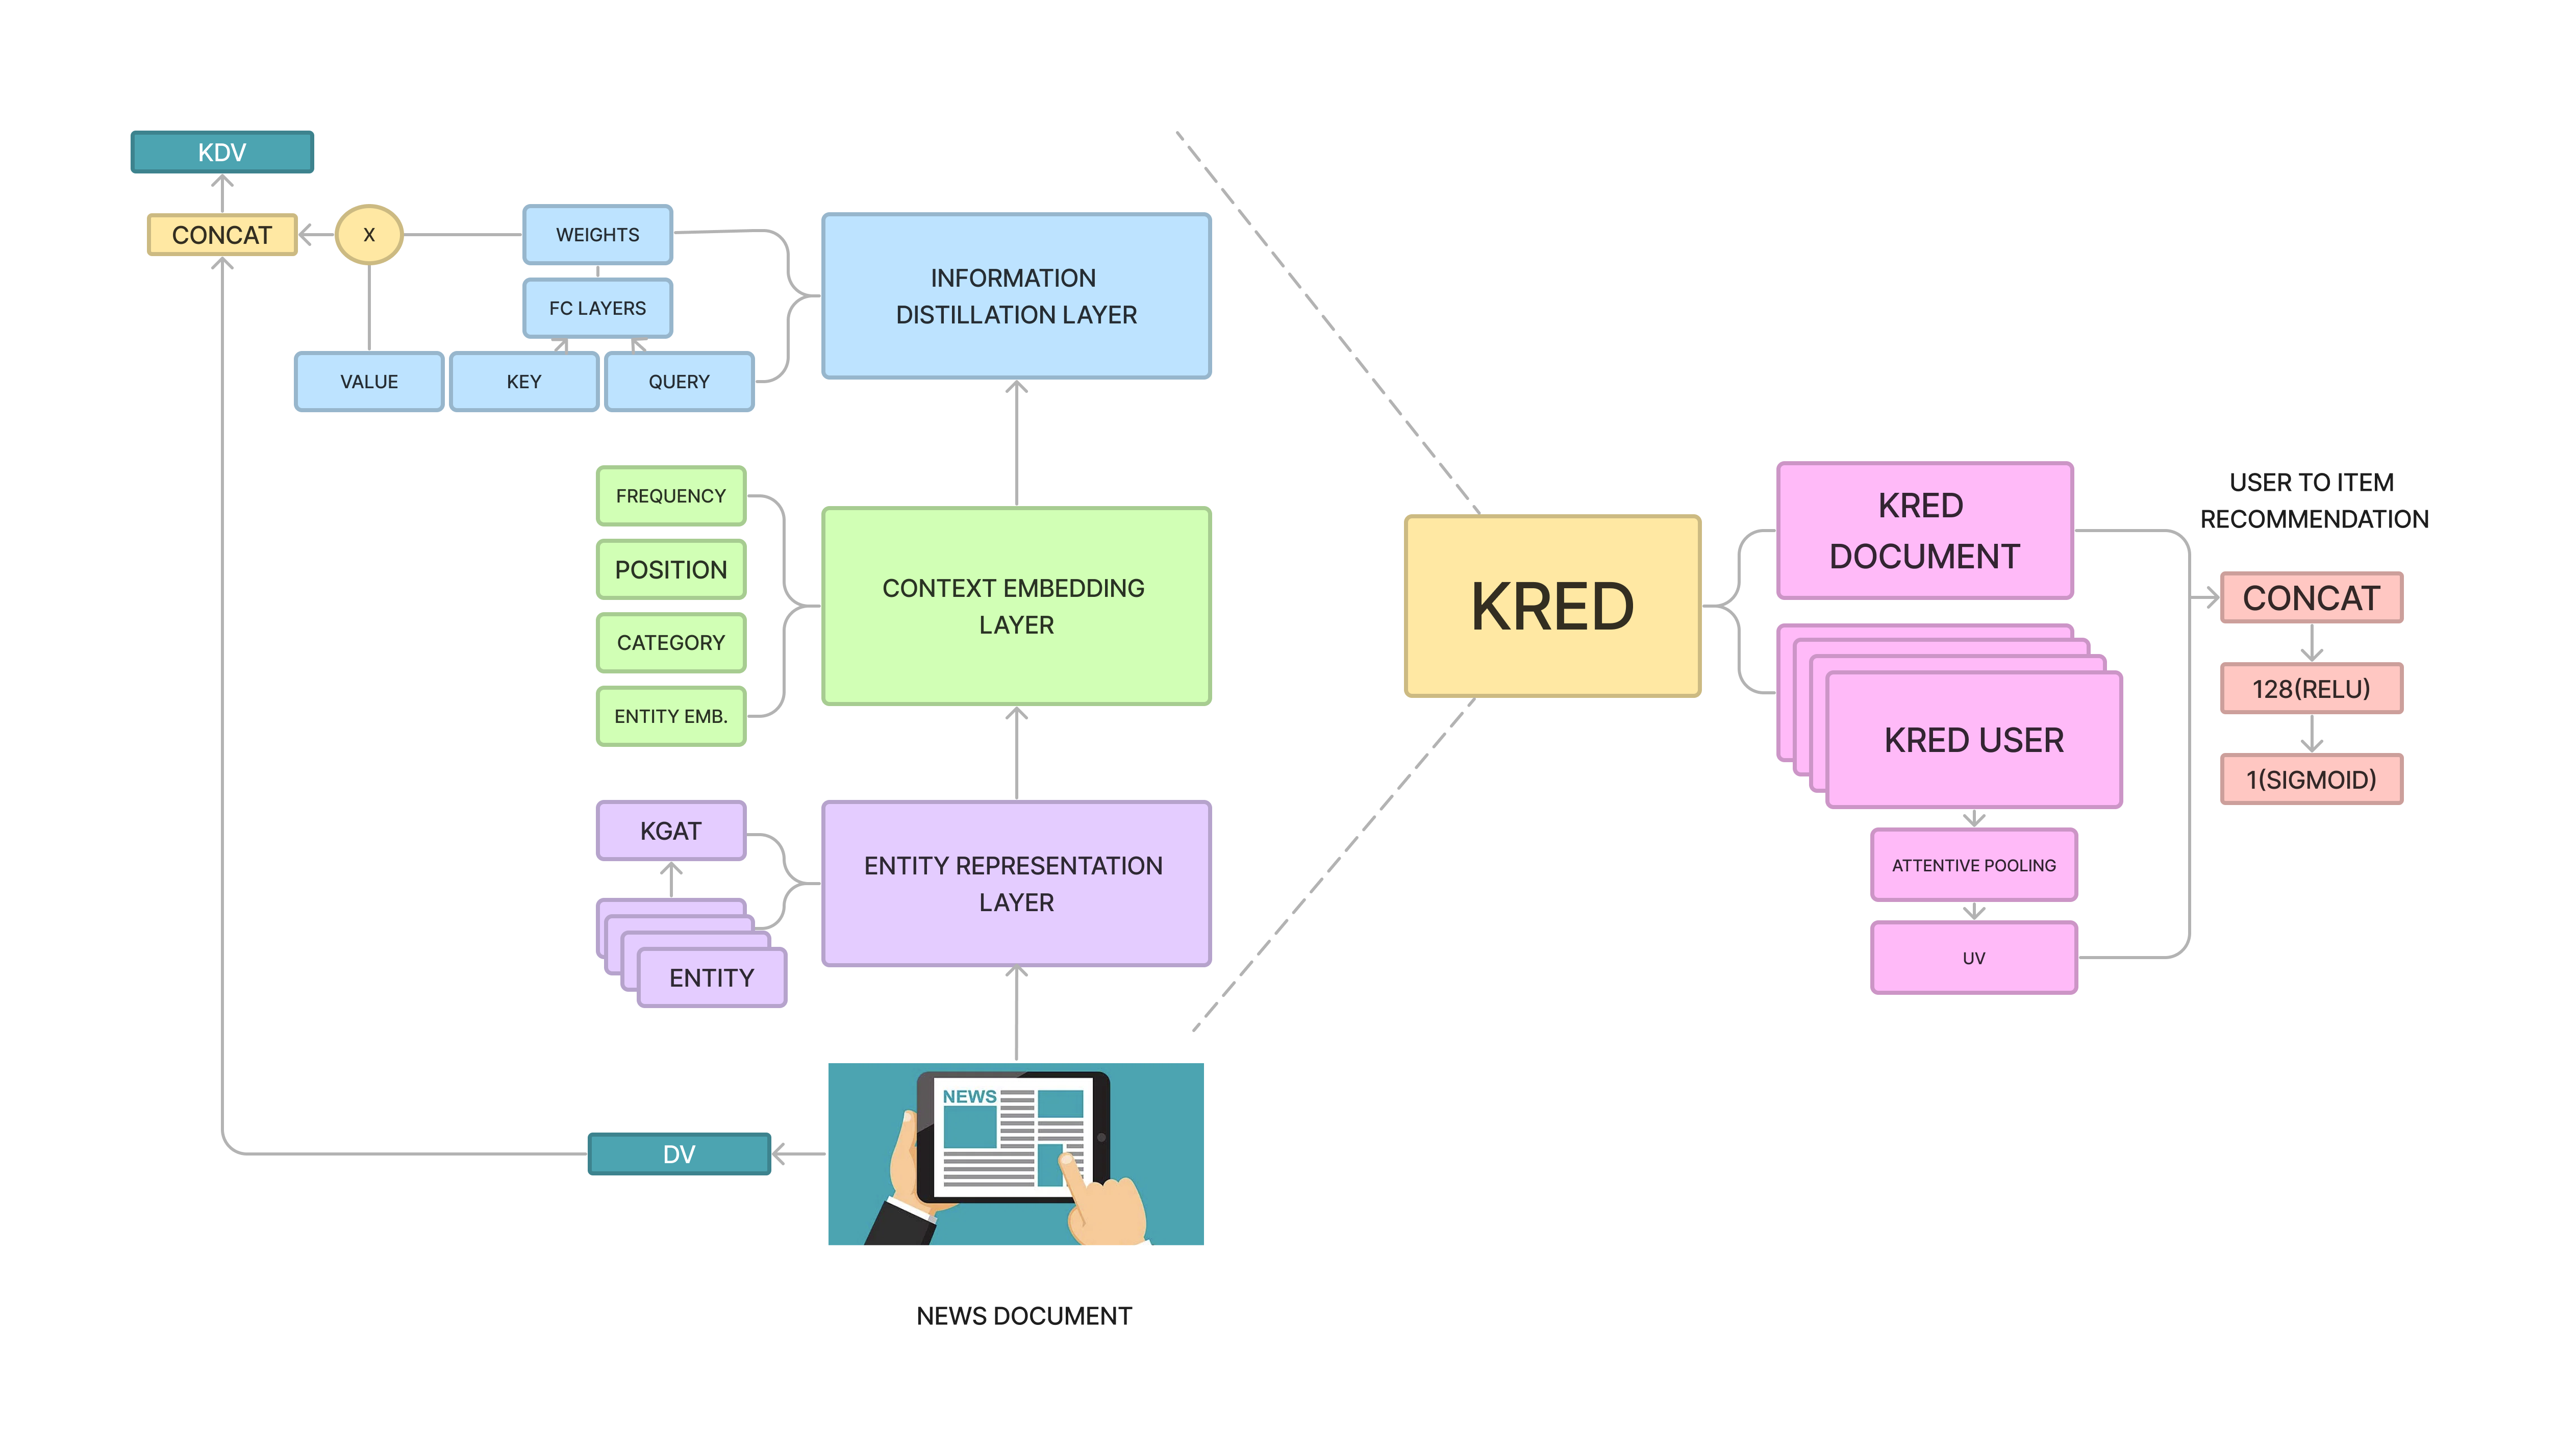 KDV
CONCAT
X
WEIGHTS
FC LAYERS
VALUE
KEY
QUERY
INFORMATION
DISTILLATION LAYER
FREQUENCY
POSITION
CATEGORY
ENTITY EMB.
CONTEXT EMBEDDING
LAYER
KGAT
ENTITY
ENTITY REPRESENTATION
LAYER
DV
NEWS
NEWS DOCUMENT
KRED
KRED
DOCUMENT
KRED USER
ATTENTIVE POOLING
UV
USER TO ITEM
RECOMMENDATION
CONCAT
128(RELU)
1(SIGMOID)